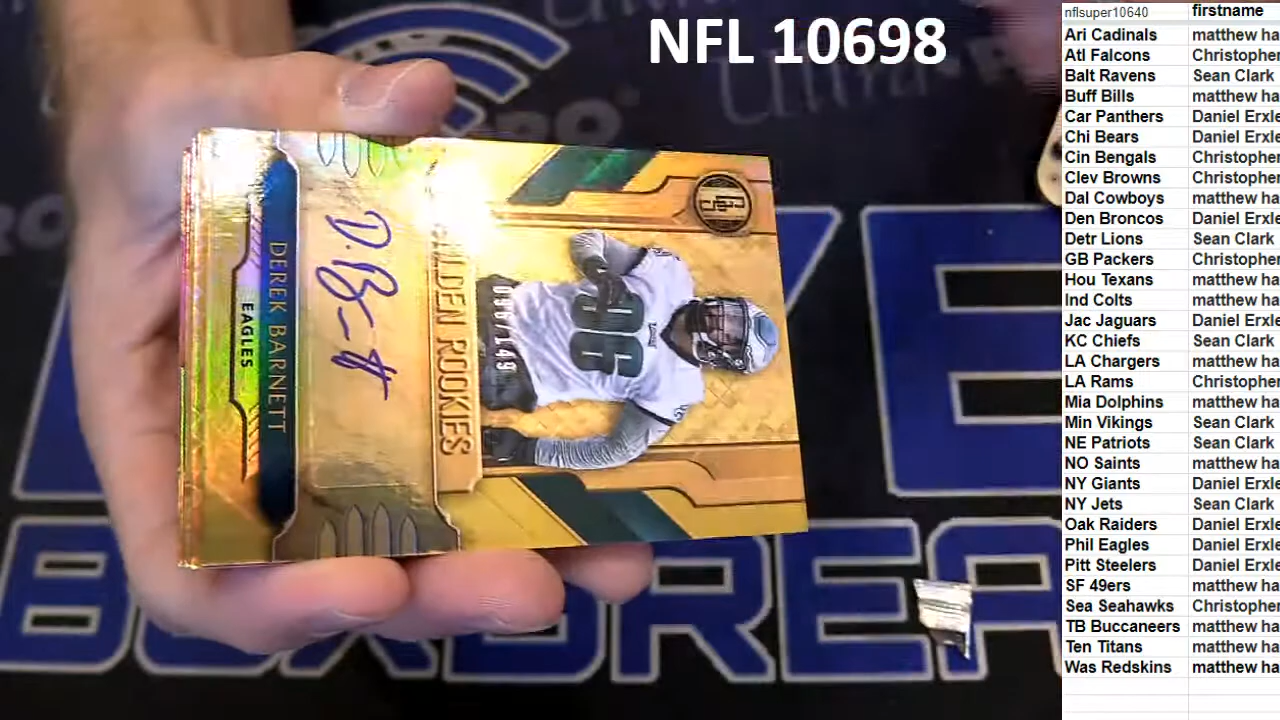 NFL 10698
nflsuper10640 firstname
Ari Cadinals matthew ha
Atl Falcons Christopher
Balt Ravens Sean Clark
Buff Bills matthew ha
Car Panthers Daniel Erxle
Chi Bears Daniel Erxle
Cin Bengals Christopher
Clev Browns Christopher
Dal Cowboys matthew ha
Den Broncos Daniel Erxle
Detr Lions Sean Clark
GB Packers Christopher
Hou Texans matthew ha
Ind Colts matthew ha
Jac Jaguars Daniel Erxle
KC Chiefs Sean Clark
LA Chargers matthew ha
LA Rams Christopher
Mia Dolphins matthew ha
Min Vikings Sean Clark
NE Patriots Sean Clark
NO Saints matthew ha
NY Giants Daniel Erxle
NY Jets Sean Clark
Oak Raiders Daniel Erxle
Phil Eagles Daniel Erxle
Pitt Steelers Daniel Erxle
SF 49ers matthew ha
Sea Seahawks Christopher
TB Buccaneers matthew ha
Ten Titans matthew ha
Was Redskins matthew ha
ROOKIES
DEREK BARNETT
EAGLES
96
BOXBREA